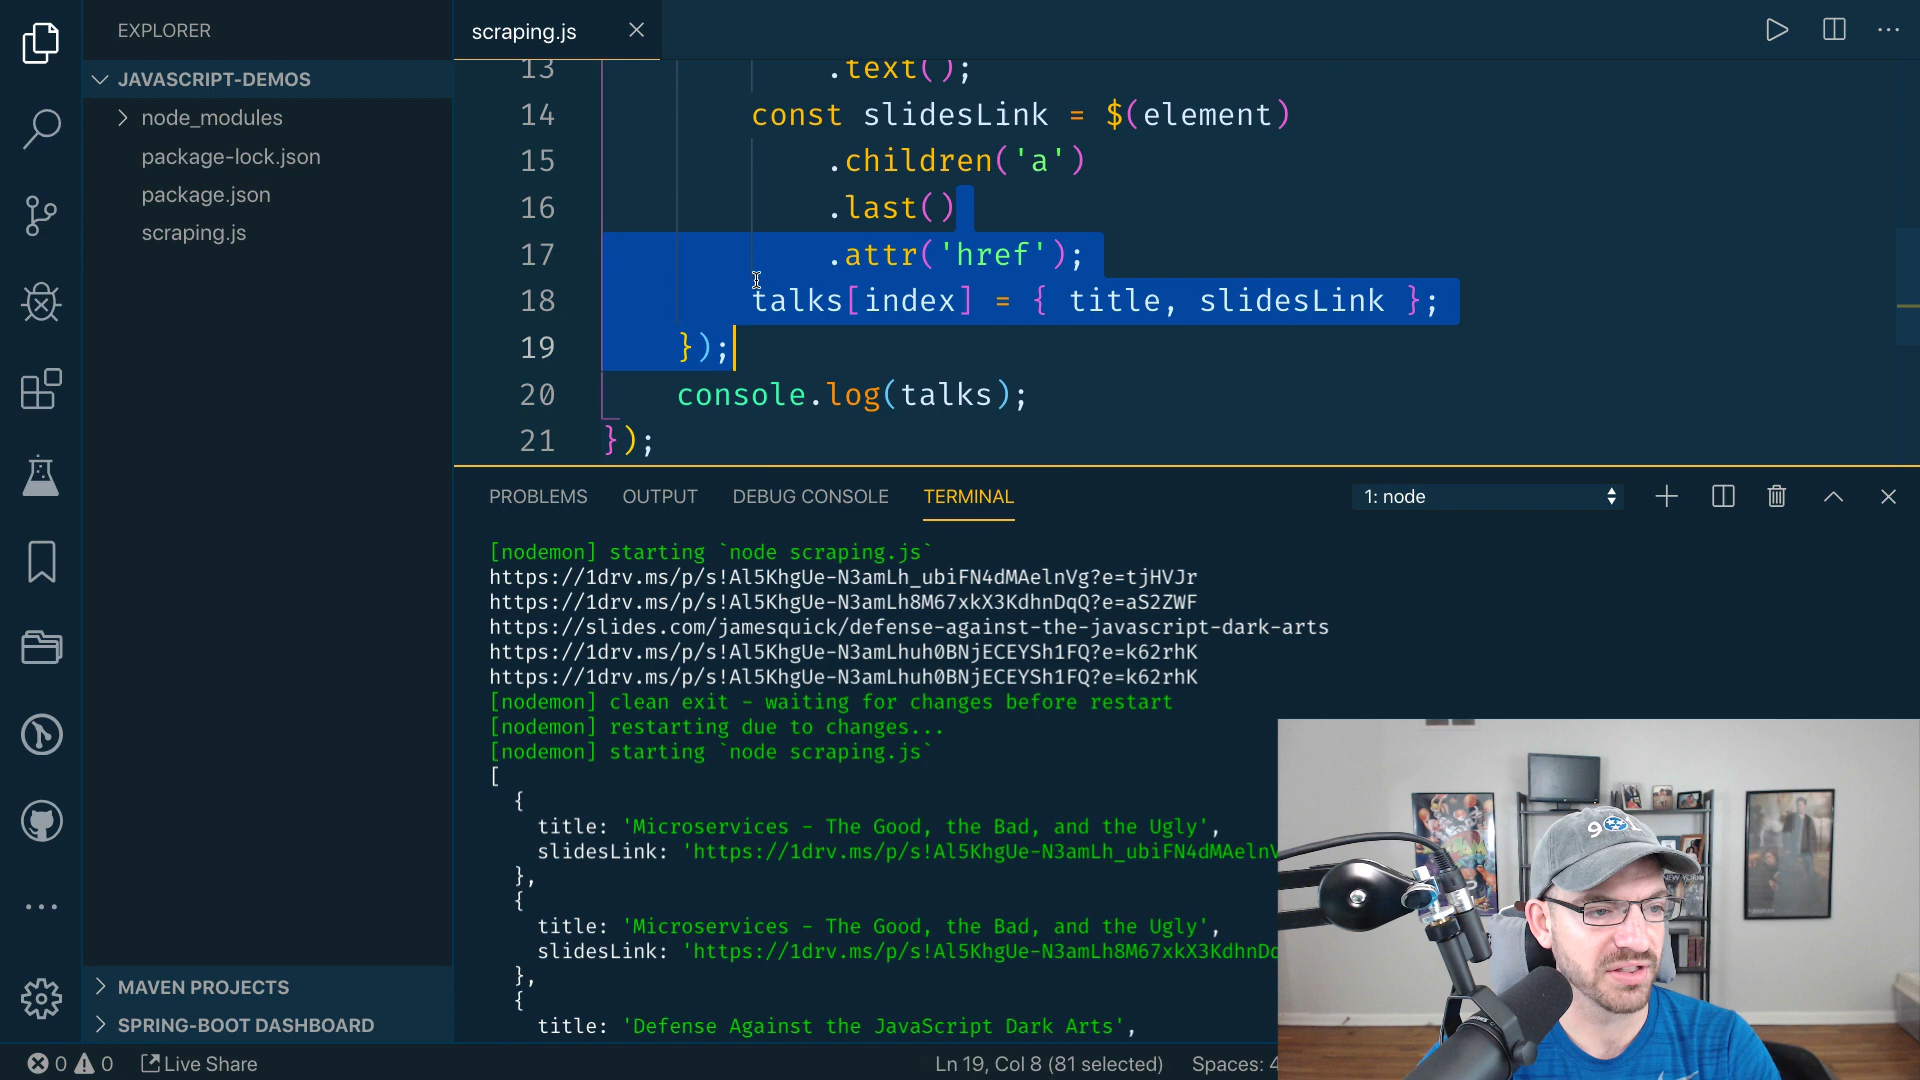 EXPLORER
scraping.js
JAVASCRIPT-DEMOS
node_modules
package-lock.json
package.json
scraping.js
13 .text();
14 const slidesLink = $(element)
15 .children('a')
16 .last()
17 .attr('href');
18 talks[index] = { title, slidesLink };
19 });
20 console.log(talks);
21 });
PROBLEMS OUTPUT DEBUG CONSOLE TERMINAL 1: node
[nodemon] starting `node scraping.js`
https://1drv.ms/p/s!Al5KhgUe-N3amLh_ubiFN4dMAelnVg?e=tjHVJr
https://1drv.ms/p/s!Al5KhgUe-N3amLh8M67xkX3KdhnDqQ?e=aS2ZWF
https://slides.com/jamesquick/defense-against-the-javascript-dark-arts
https://1drv.ms/p/s!Al5KhgUe-N3amLhuh0BNjECEYSh1FQ?e=k62rhK
https://1drv.ms/p/s!Al5KhgUe-N3amLhuh0BNjECEYSh1FQ?e=k62rhK
[nodemon] clean exit - waiting for changes before restart
[nodemon] restarting due to changes...
[nodemon] starting `node scraping.js`
[
{
title: 'Microservices - The Good, the Bad, and the Ugly',
slidesLink: 'https://1drv.ms/p/s!Al5KhgUe-N3amLh_ubiFN4dMAelnV
},
{
title: 'Microservices - The Good, the Bad, and the Ugly',
slidesLink: 'https://1drv.ms/p/s!Al5KhgUe-N3amLh8M67xkX3KdhnDq
},
{
title: 'Defense Against the JavaScript Dark Arts',
MAVEN PROJECTS
SPRING-BOOT DASHBOARD
0 0 Live Share
Ln 19, Col 8 (81 selected) Spaces: 4
901
NEW YORK